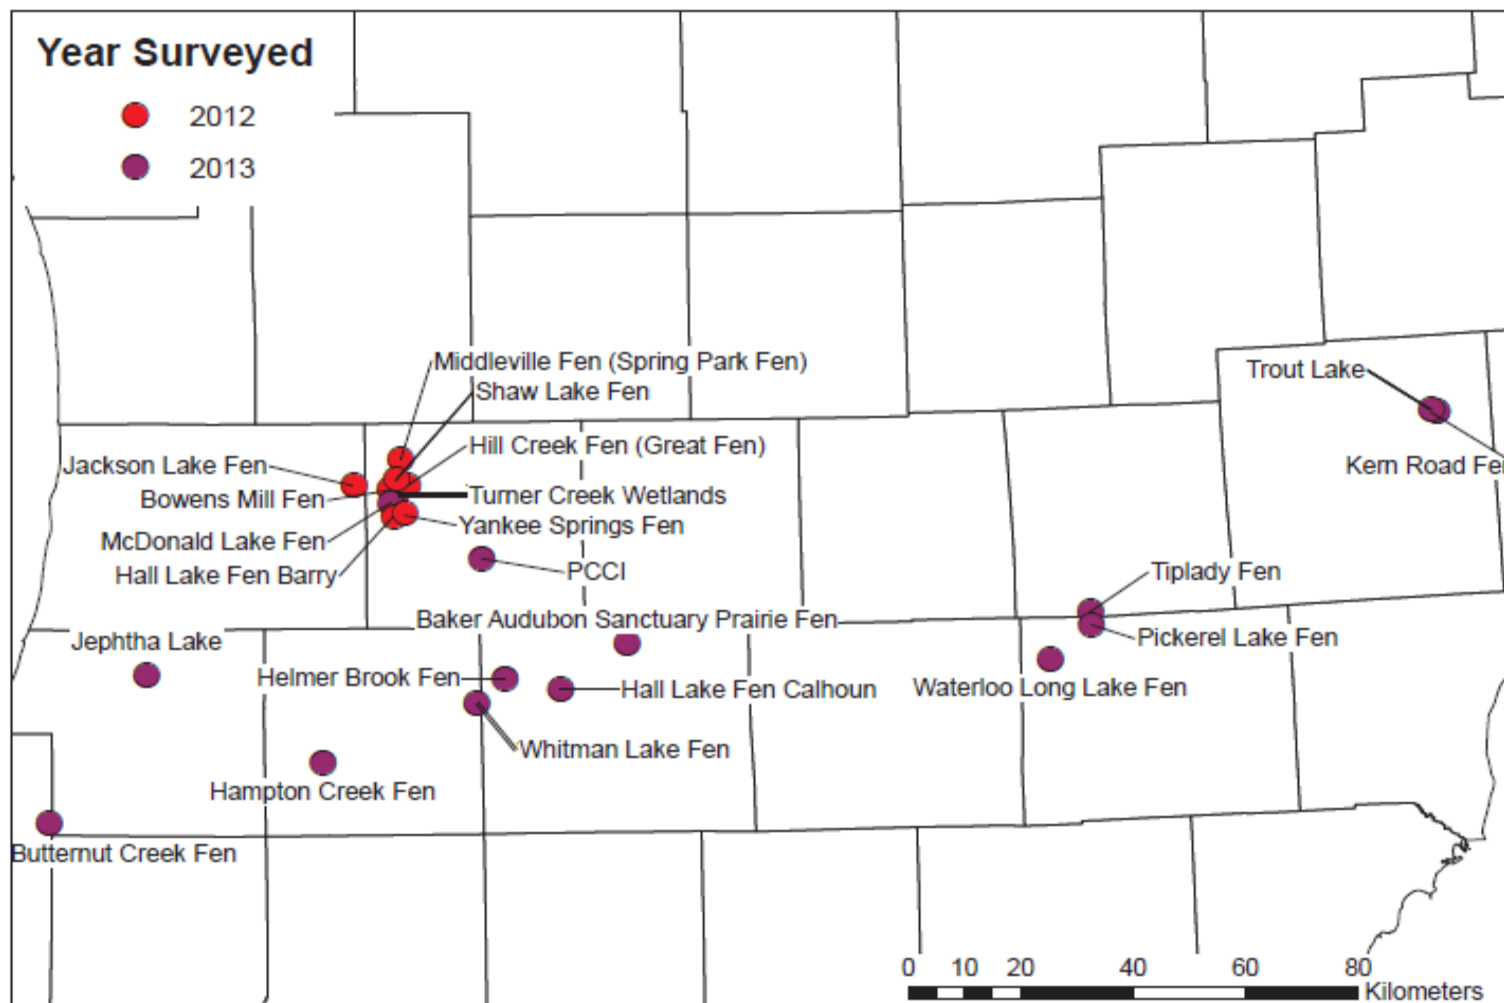 Year Surveyed
2012
2013
Middleville Fen (Spring Park Fen)
Shaw Lake Fen
Trout Lake
Hill Creek Fen (Great Fen)
Jackson Lake Fen
Kern Road Fen
Bowens Mill Fen
Turner Creek Wetlands
Yankee Springs Fen
McDonald Lake Fen
Hall Lake Fen Barry
PCCI
Tiplady Fen
Baker Audubon Sanctuary Prairie Fen
Pickerel Lake Fen
Jephtha Lake
Helmer Brook Fen
Hall Lake Fen Calhoun
Waterloo Long Lake Fen
Whitman Lake Fen
Hampton Creek Fen
Butternut Creek Fen
0 10 20 40 60 80
Kilometers